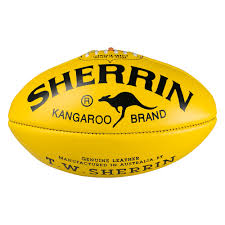 SHERRIN
® KANGAROO BRAND
GENUINE LEATHER
MANUFACTURED IN AUSTRALIA BY
T. W. SHERRIN